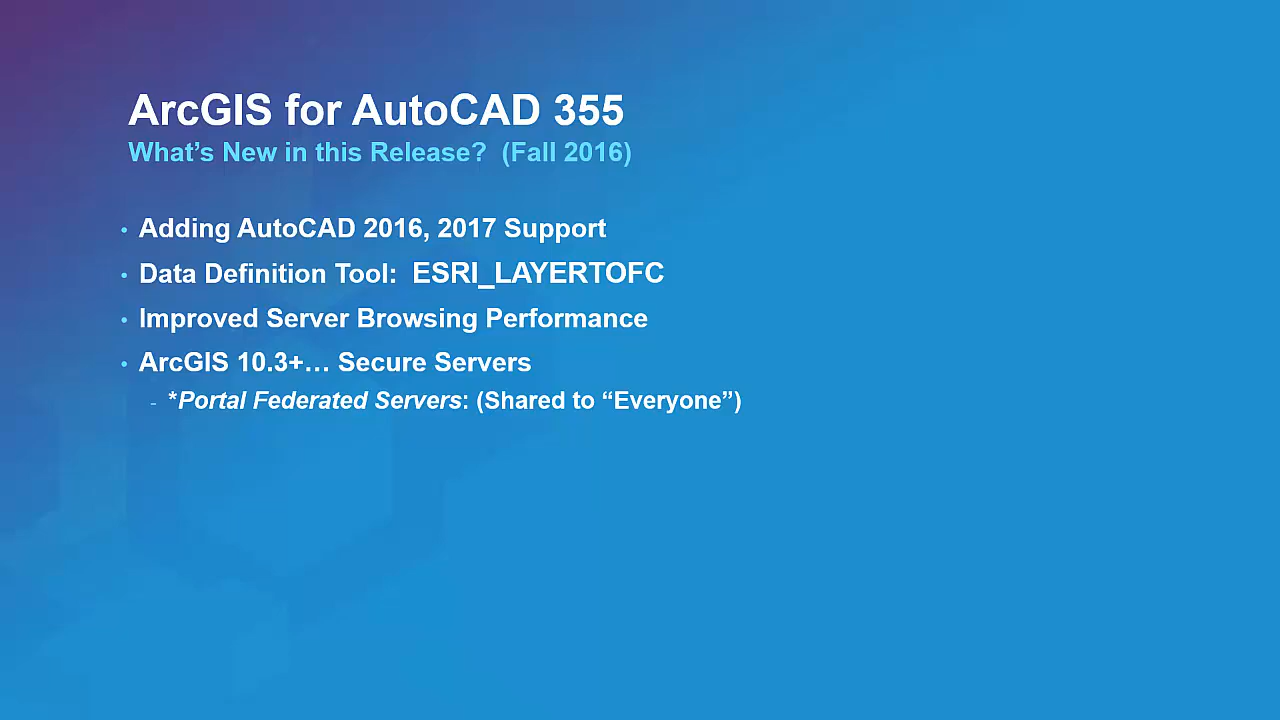 ArcGIS for AutoCAD 355
What's New in this Release?  (Fall 2016)
• Adding AutoCAD 2016, 2017 Support
• Data Definition Tool:  ESRI_LAYERTOFC
• Improved Server Browsing Performance
• ArcGIS 10.3+… Secure Servers
- *Portal Federated Servers: (Shared to “Everyone”)